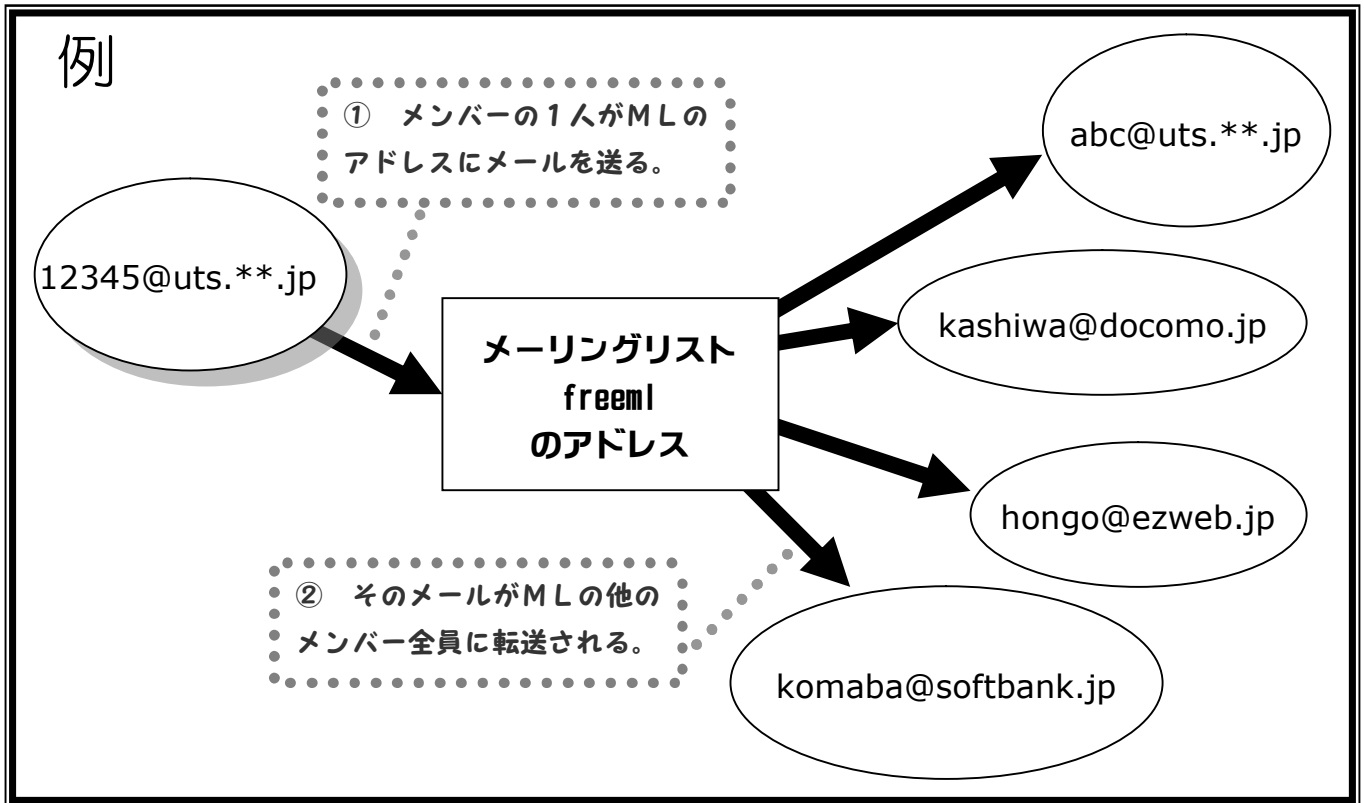 例
① メンバーの1人がMLの
アドレスにメールを送る。
12345@uts.**.jp
メーリングリスト
freeml
のアドレス
abc@uts.**.jp
kashiwa@docomo.jp
hongo@ezweb.jp
komaba@softbank.jp
② そのメールがMLの他の
メンバー全員に転送される。